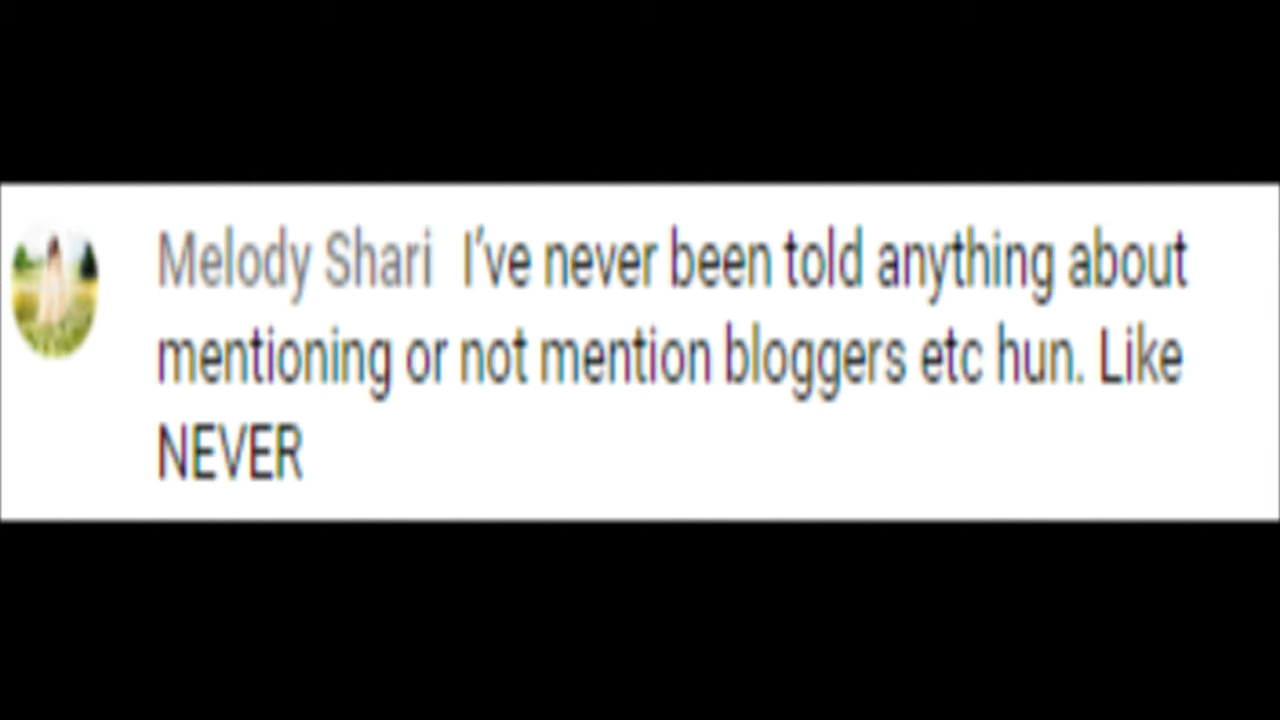 Melody Shari I've never been told anything about
mentioning or not mention bloggers etc hun. Like
NEVER